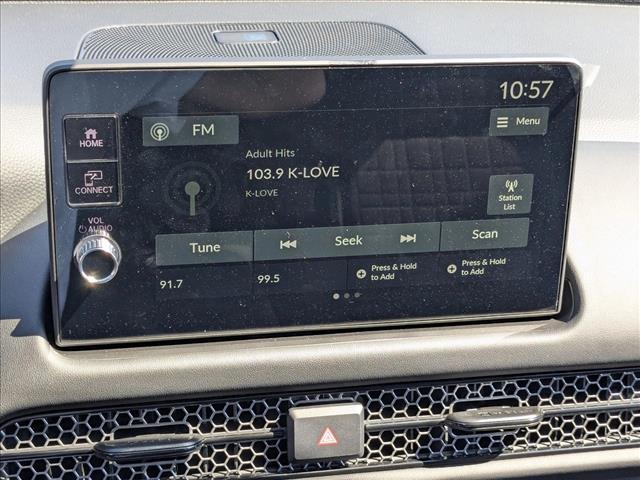 10:57
HOME
FM
Menu
Adult Hits
103.9 K-LOVE
K-LOVE
CONNECT
Station
List
VOL
AUDIO
Tune
Seek
Scan
91.7
99.5
Press & Hold
to Add
Press & Hold
to Add